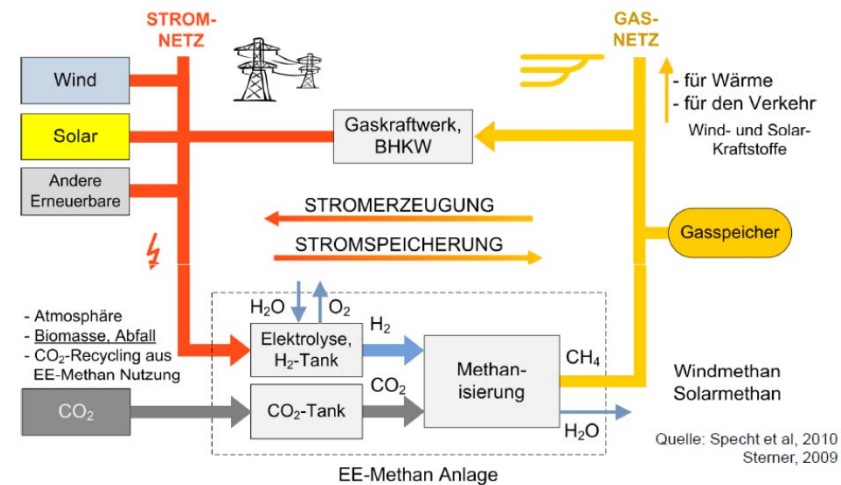 STROM-
NETZ
GAS-
NETZ
Wind
Solar
Andere
Erneuerbare
Gaskraftwerk,
BHKW
- für Wärme
- für den Verkehr
Wind- und Solar-
Kraftstoffe
STROMERZEUGUNG
STROMSPEICHERUNG
Gasspeicher
- Atmosphäre
- Biomasse, Abfall
- CO₂-Recycling aus
EE-Methan Nutzung
CO₂
H₂O
O₂
Elektrolyse,
H₂-Tank
H₂
CO₂-Tank
CO₂
Methan-
isierung
CH₄
H₂O
Windmethan
Solarmethan
EE-Methan Anlage
Quelle: Specht et al, 2010
Sterner, 2009